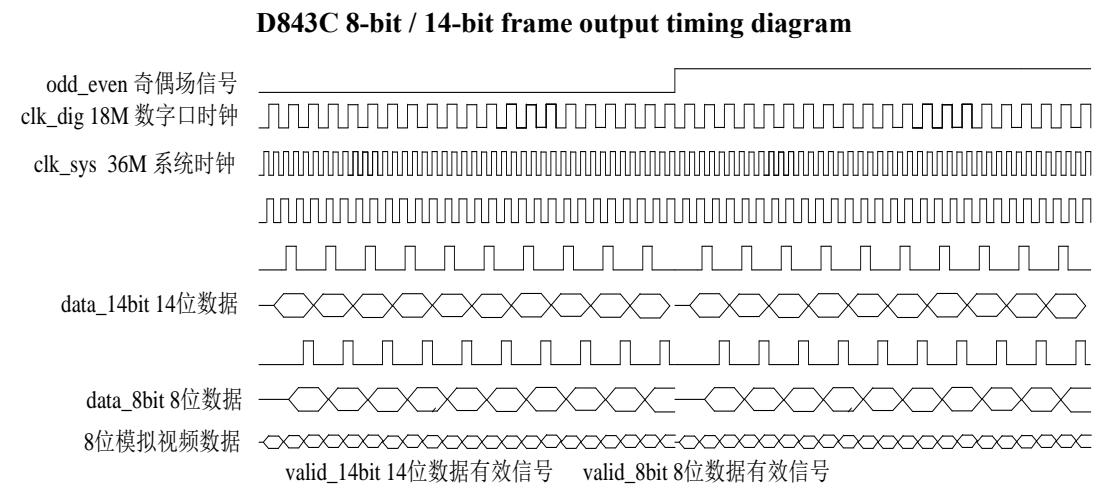 D843C 8-bit / 14-bit frame output timing diagram
odd_even 奇偶场信号
clk_dig 18M 数字口时钟
clk_sys 36M 系统时钟
data_14bit 14位数据
data_8bit 8位数据
8位模拟视频数据
valid_14bit 14位数据有效信号 valid_8bit 8位数据有效信号